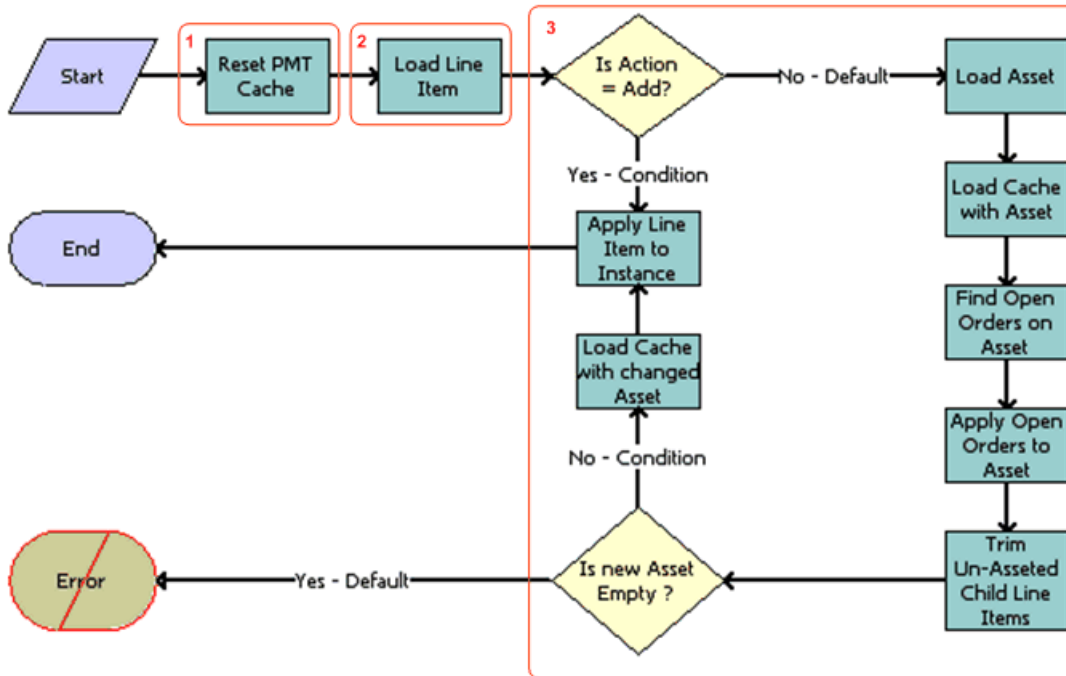 1
2
3
Start
Reset PMT
Cache
Load Line
Item
Is Action
= Add?
No - Default
Load Asset
Yes - Condition
Load Cache
with Asset
End
Apply Line
Item to
Instance
Find Open
Orders on
Asset
Load Cache
with changed
Asset
Apply Open
Orders to
Asset
No - Condition
Error
Yes - Default
Is new Asset
Empty ?
Trim
Un-Asseted
Child Line
Items